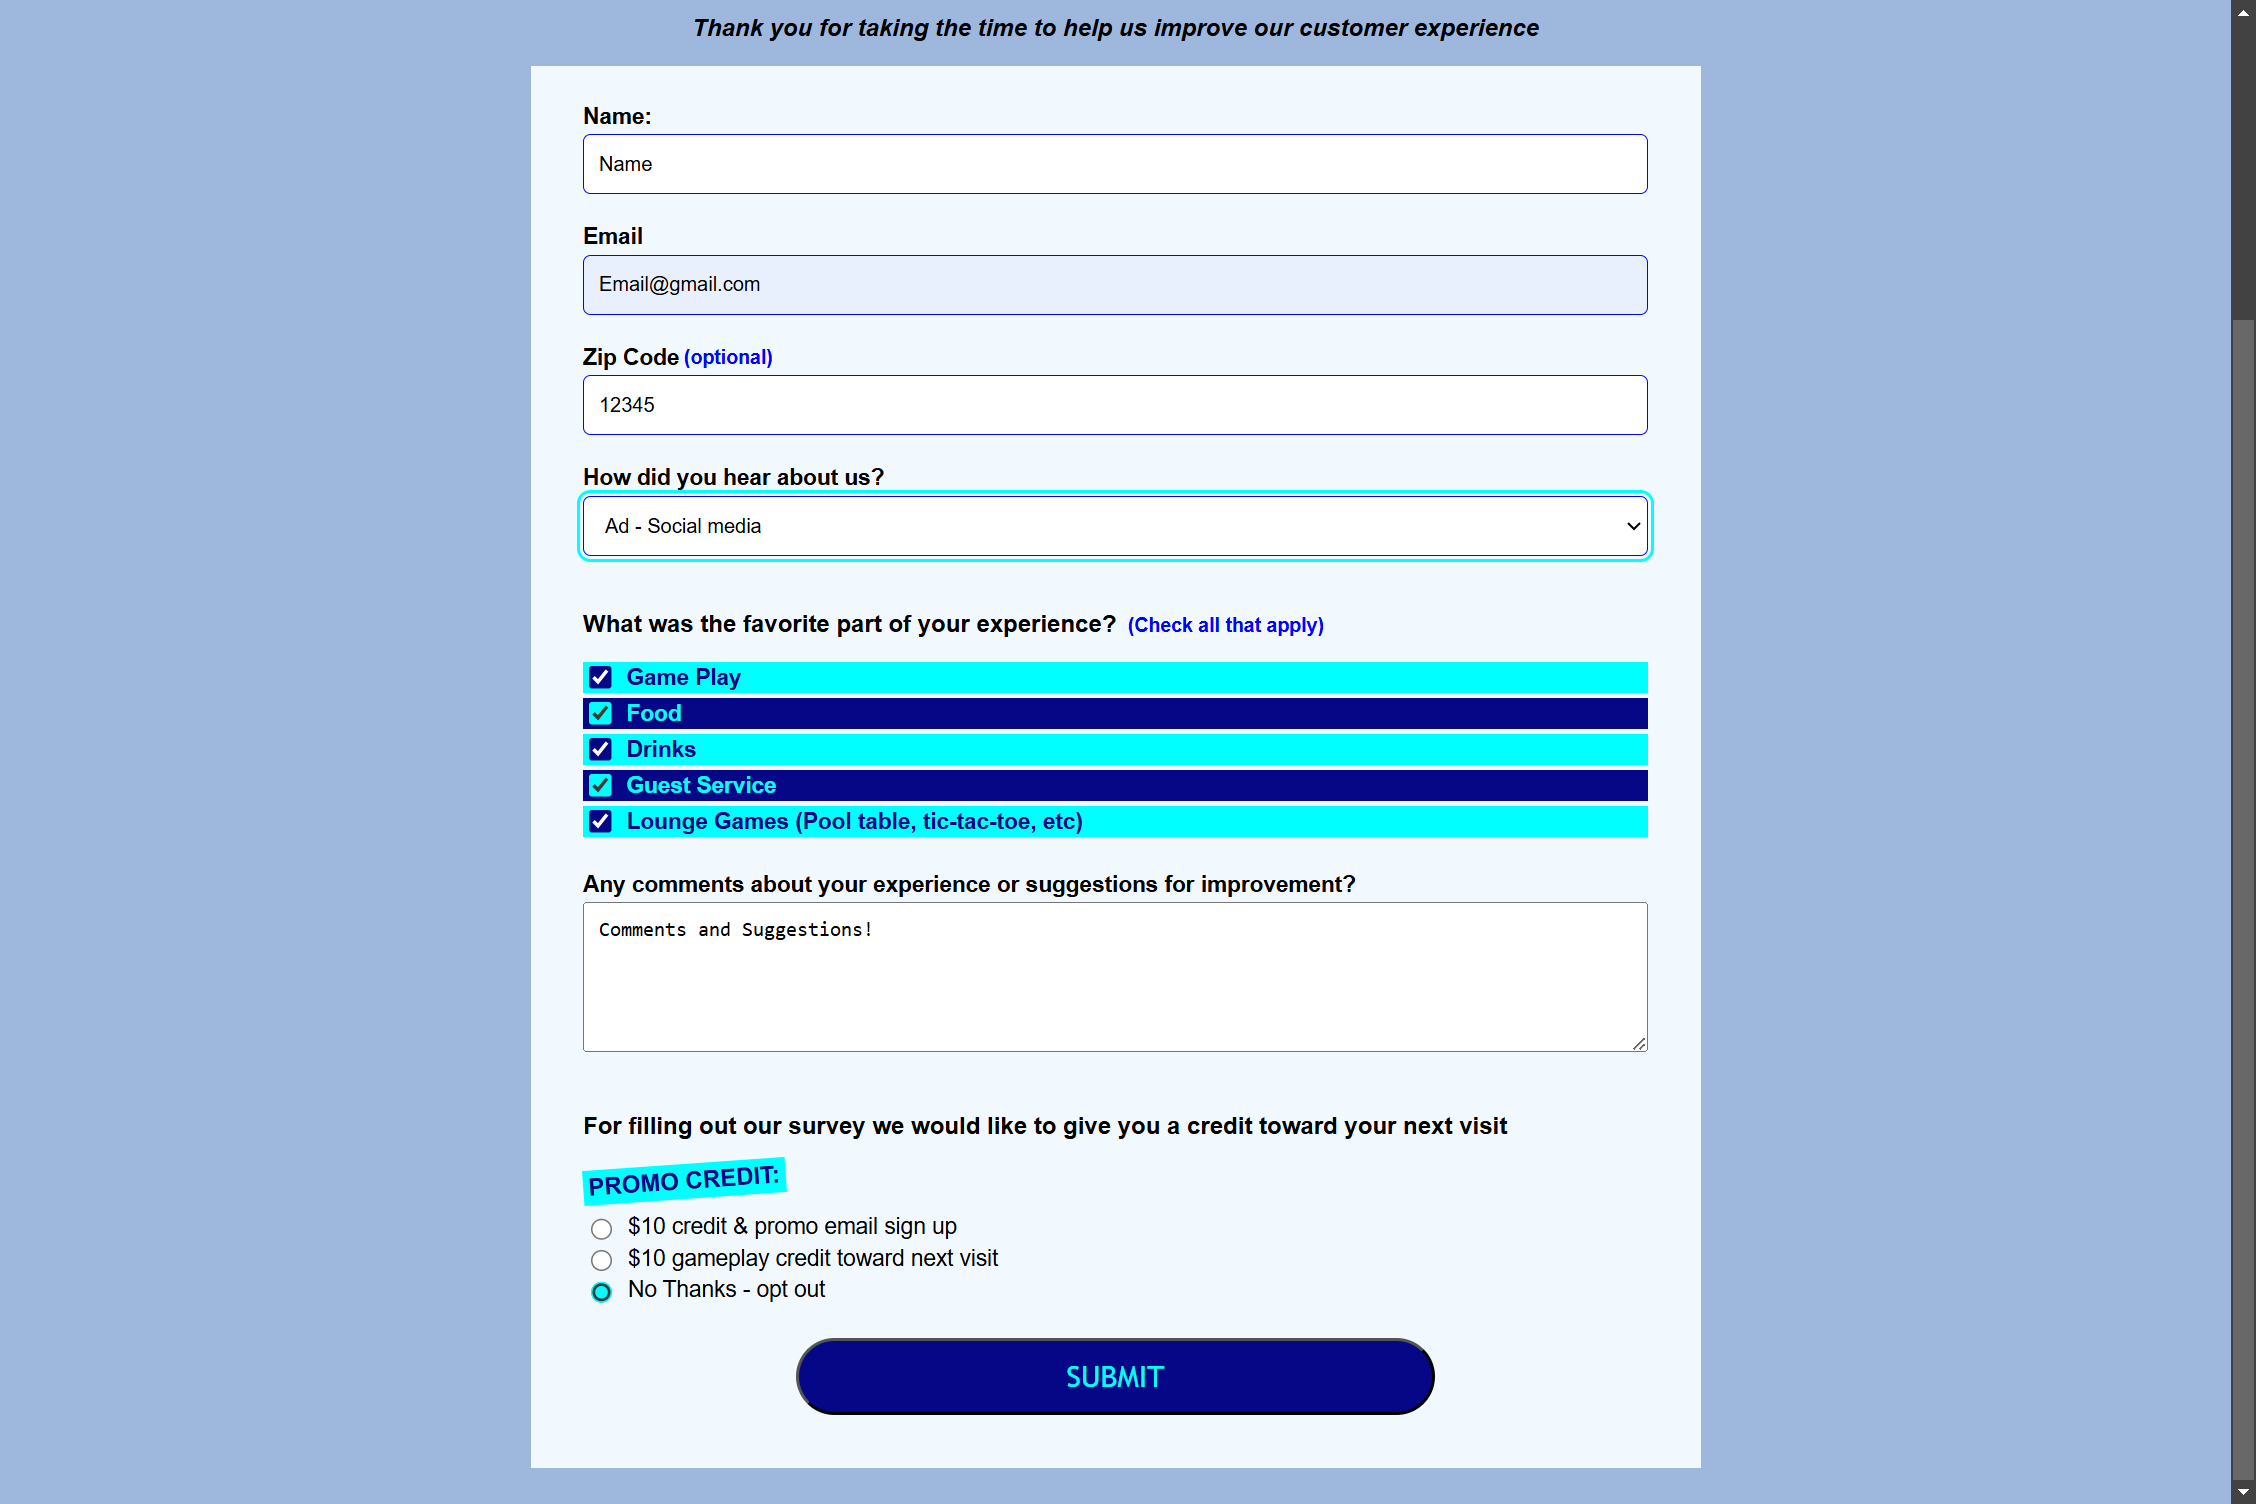 Thank you for taking the time to help us improve our customer experience
Name:
Name
Email
Email@gmail.com
Zip Code (optional)
12345
How did you hear about us?
Ad - Social media
What was the favorite part of your experience? (Check all that apply)
Game Play
Food
Drinks
Guest Service
Lounge Games (Pool table, tic-tac-toe, etc)
Any comments about your experience or suggestions for improvement?
Comments and Suggestions!
For filling out our survey we would like to give you a credit toward your next visit
PROMO CREDIT:
$10 credit & promo email sign up
$10 gameplay credit toward next visit
No Thanks - opt out
SUBMIT